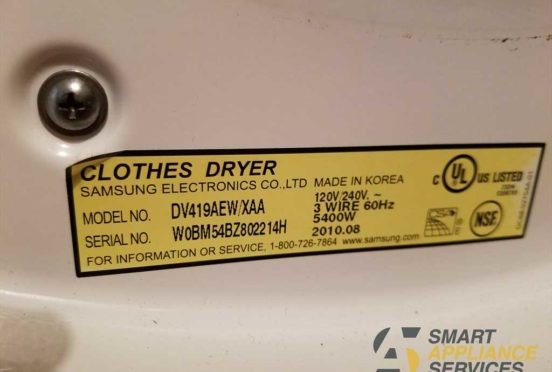 CLOTHES DRYER
SAMSUNG ELECTRONICS CO.,LTD MADE IN KOREA
MODEL NO. DV419AEW/XAA 120V/240V, ~
3 WIRE 60Hz
5400W
SERIAL NO. W0BM54BZ802214H 2010.08
FOR INFORMATION OR SERVICE, 1-800-726-7864 www.samsung.com
C UL US LISTED
NSE
SMART
APPLIANCE
SERVICES